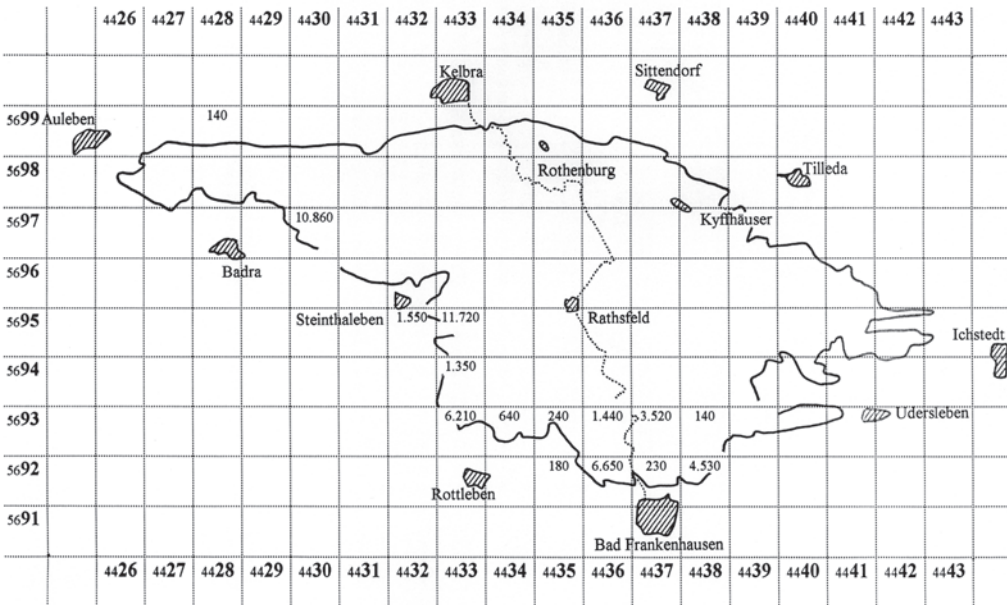 4426 4427 4428 4429 4430 4431 4432 4433 4434 4435 4436 4437 4438 4439 4440 4441 4442 4443
Kelbra
Sittendorf
5699
Auleben
140
5698
Rothenburg
Tilleda
5697
10.860
Kyffhäuser
Badra
5696
Steinthaleben
1.550
11.720
Rathsfeld
5695
Ichstedt
5694
1.350
5693
6.210 640 240 1.440 3.520 140
Udersleben
5692
180 6.650 230 4.530
Rottleben
5691
Bad Frankenhausen
4426 4427 4428 4429 4430 4431 4432 4433 4434 4435 4436 4437 4438 4439 4440 4441 4442 4443